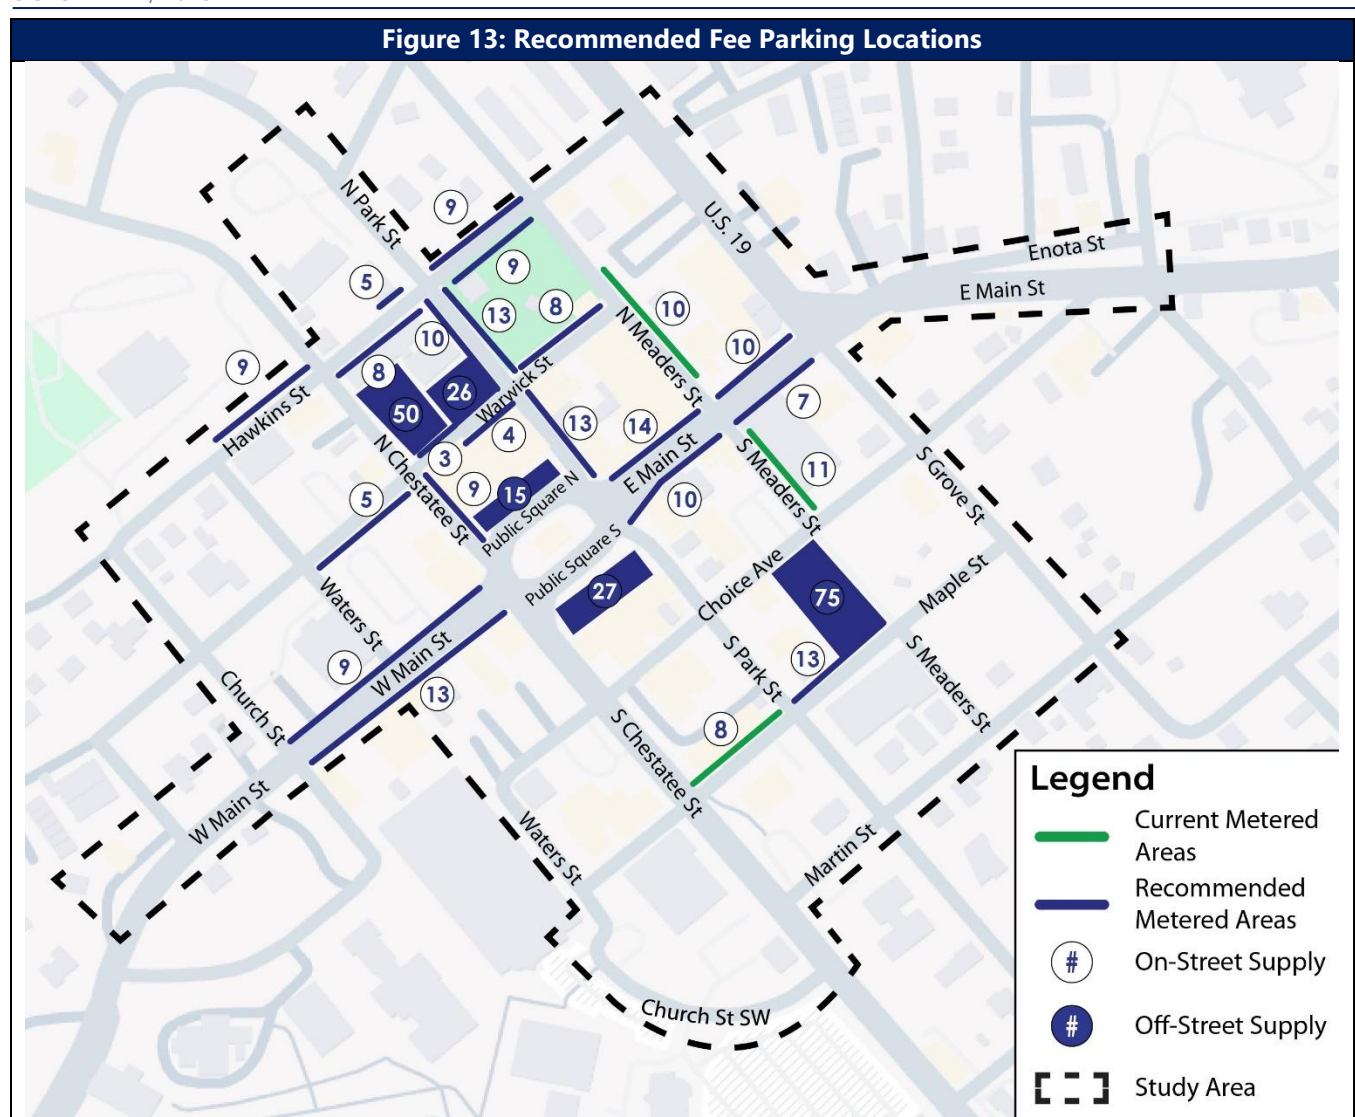 Figure 13: Recommended Fee Parking Locations
N Park St
9
U.S. 19
Enota St
E Main St
5
9
13
8
10
N Meaders St
10
10
9
8
26
50
Warwick St
7
Hawkins St
4
13
14
N Chestatee St
3
9
15
E Main St
S Meaders St
11
S Grove St
5
Public Square N
10
Public Square S
27
Choice Ave
75
Maple St
Waters St
9
W Main St
13
13
S Park St
S Meaders St
Church St
8
S Chestatee St
W Main St
Waters St
Martin St
Church St SW
Legend
Current Metered
Areas
Recommended
Metered Areas
# On-Street Supply
# Off-Street Supply
Study Area